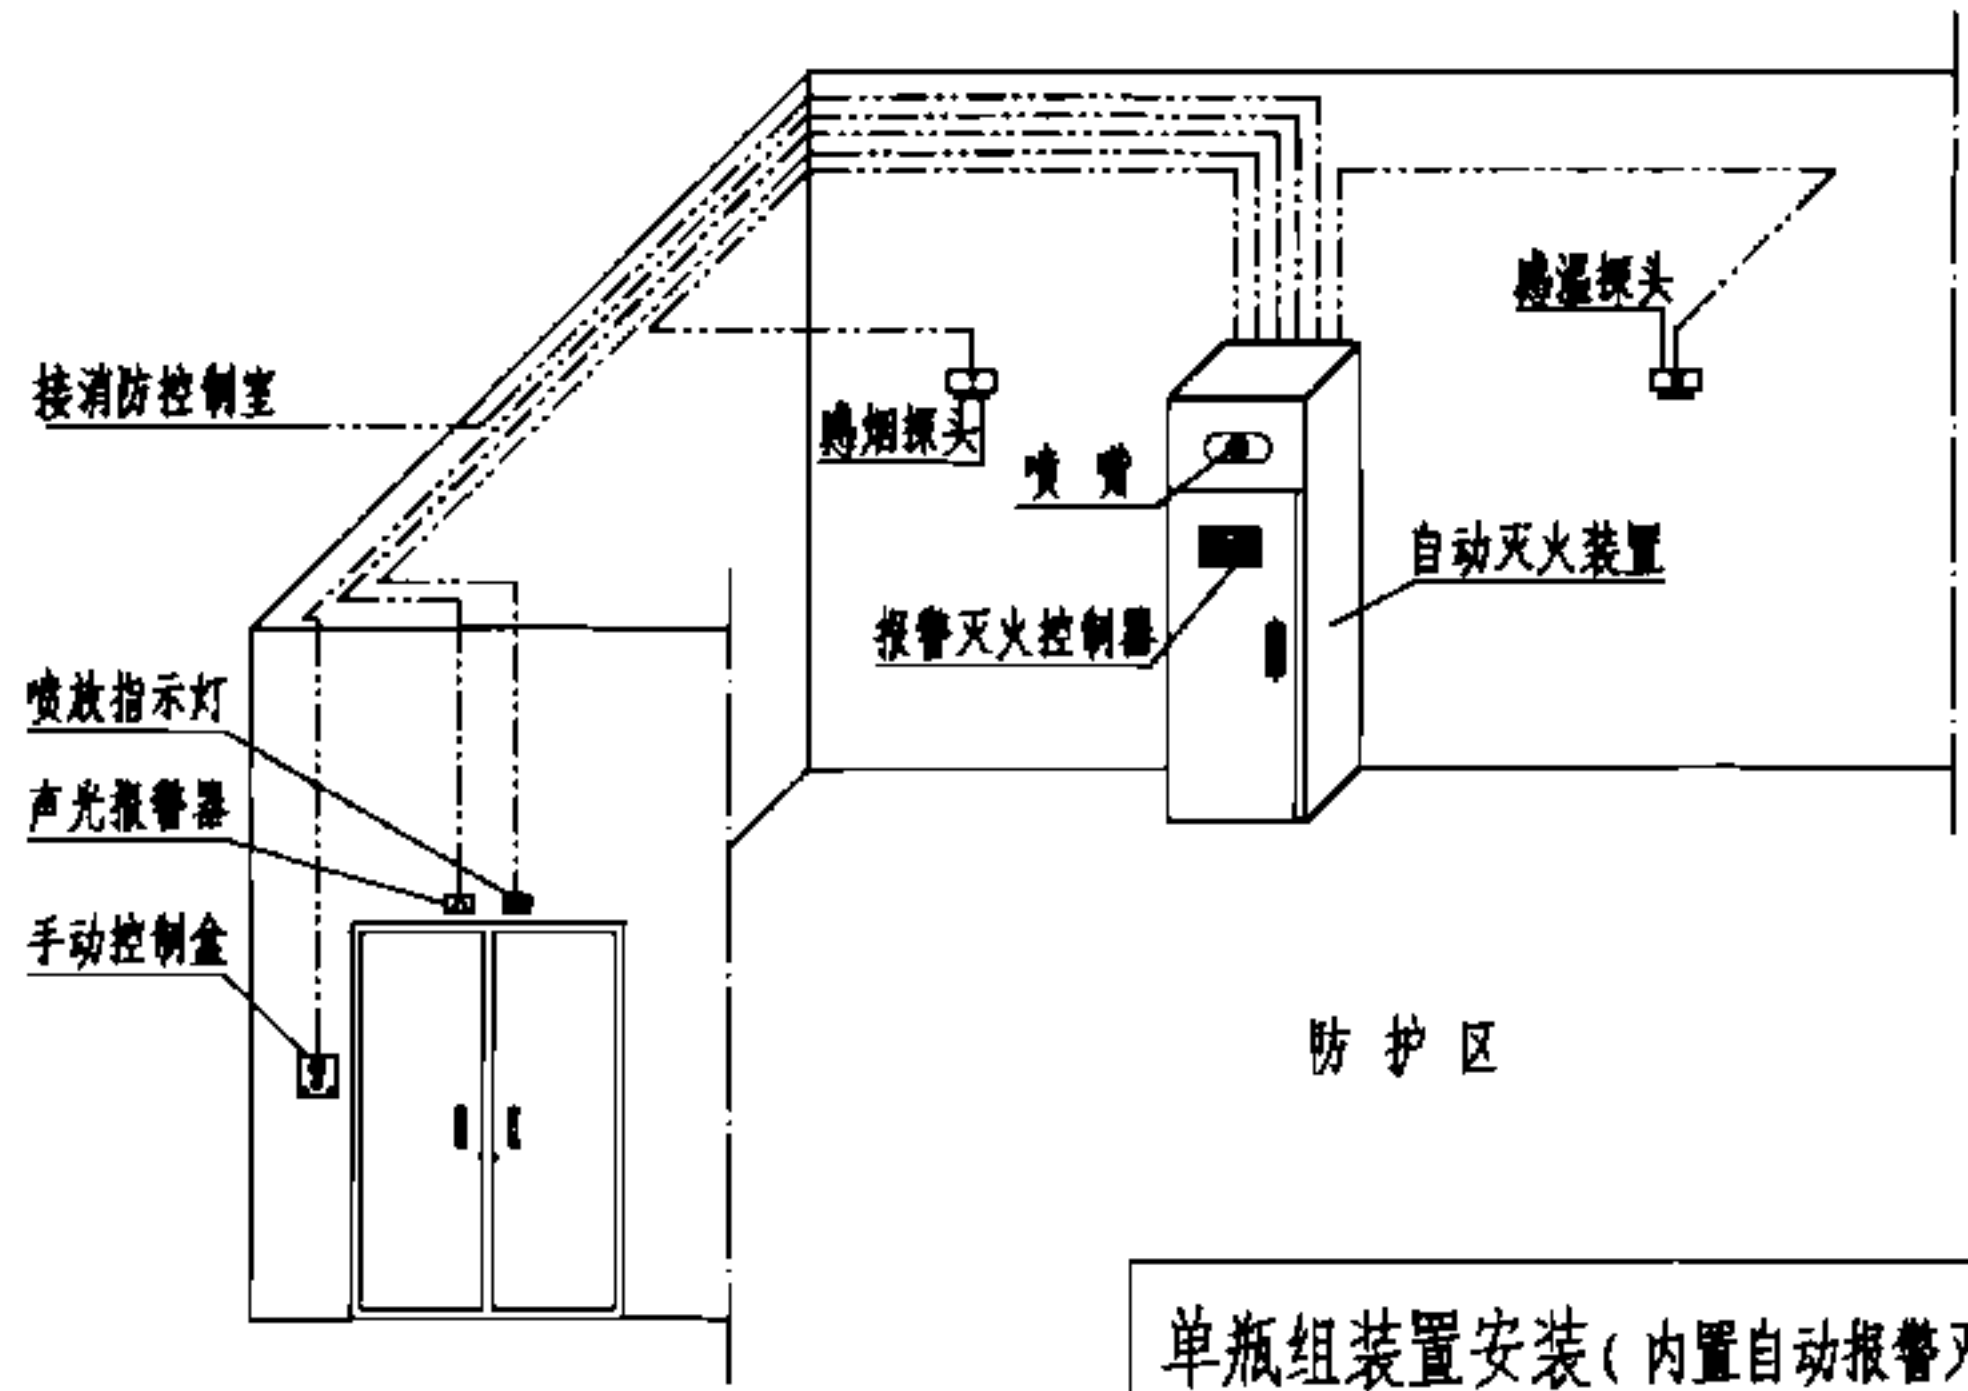 感温探头
接消防控制室
感烟探头
喷 嘴
自动灭火装置
报警灭火控制器
喷放指示灯
声光报警器
手动控制盒
防 护 区
单瓶组装置安装(内置自动报警灭